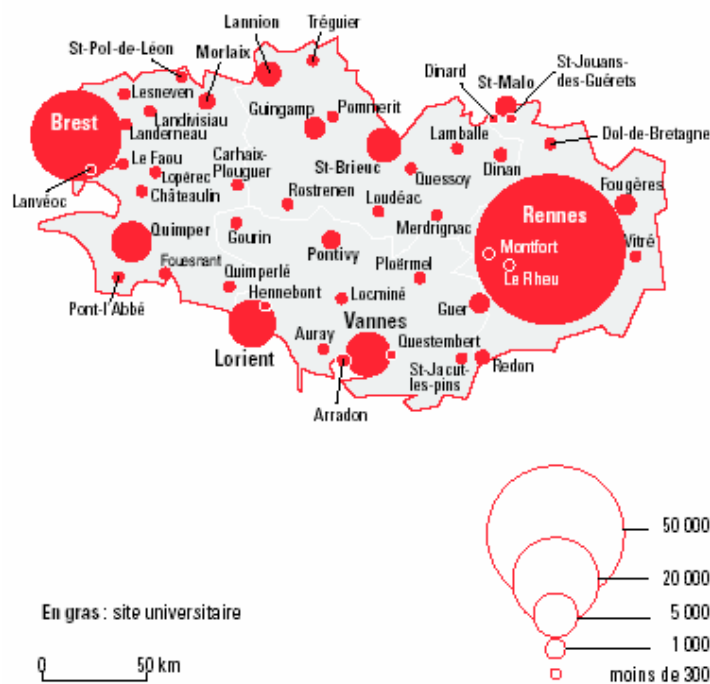 Lannion
Tréguier
St-Pol-de-Léon
Morlaix
St-Jouans-
des-Guérets
Dinard
St-Malo
Lesneven
Pommerit
Guingamp
Brest
Landivisiau
Landerneau
Lamballe
Dol-de-Bretagne
Le Faou
Carhaix-
Plouguer
St-Brieuc
Dinan
Lopérec
Quessoy
Fougères
Lanvéoc
Châteaulin
Rostrenen
Loudéac
Rennes
Merdrignac
Quimper
Gourin
Montfort
Vitré
Pontivy
Ploërmel
Fouesnant
Quimperlé
Le Rheu
Hennebont
Locminé
Pont-l'Abbé
Guer
Vannes
Auray
Questembert
Lorient
St-Jacut-
les-pins
Redon
Arradon
50 000
20 000
5 000
1 000
moins de 300
En gras : site universitaire
0 50 km